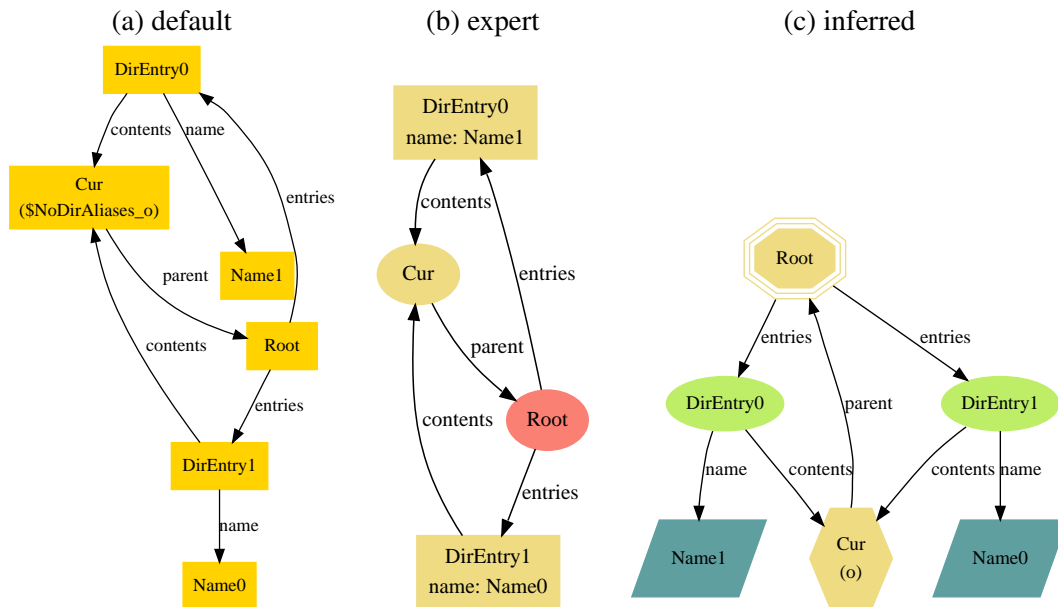 (a) default
DirEntry0
contents
name
Cur
($NoDirAliases_o)
entries
parent
Name1
Root
contents
entries
DirEntry1
name
Name0
(b) expert
DirEntry0
name: Name1
contents
Cur
entries
parent
Root
contents
entries
DirEntry1
name: Name0
(c) inferred
Root
entries
entries
DirEntry0
parent
DirEntry1
name
contents
contents
name
Name1
Cur
(o)
Name0